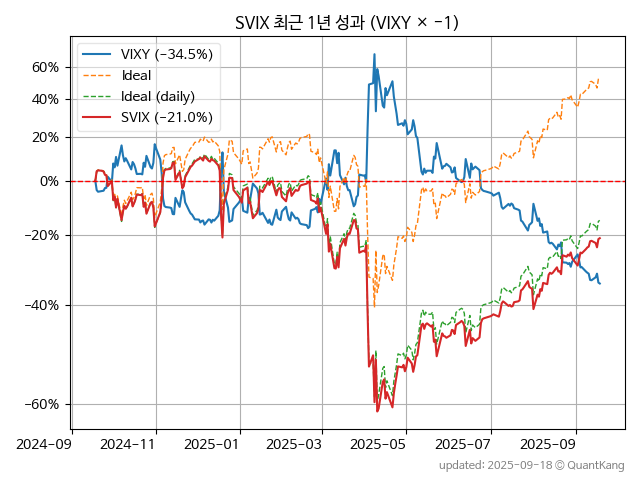 SVIX 최근 1년 성과 (VIXY × −1)
VIXY (−34.5%)
Ideal
Ideal (daily)
SVIX (−21.0%)
60%
40%
20%
0%
−20%
−40%
−60%
2024-09
2024-11
2025-01
2025-03
2025-05
2025-07
2025-09
updated: 2025-09-18 © QuantKang